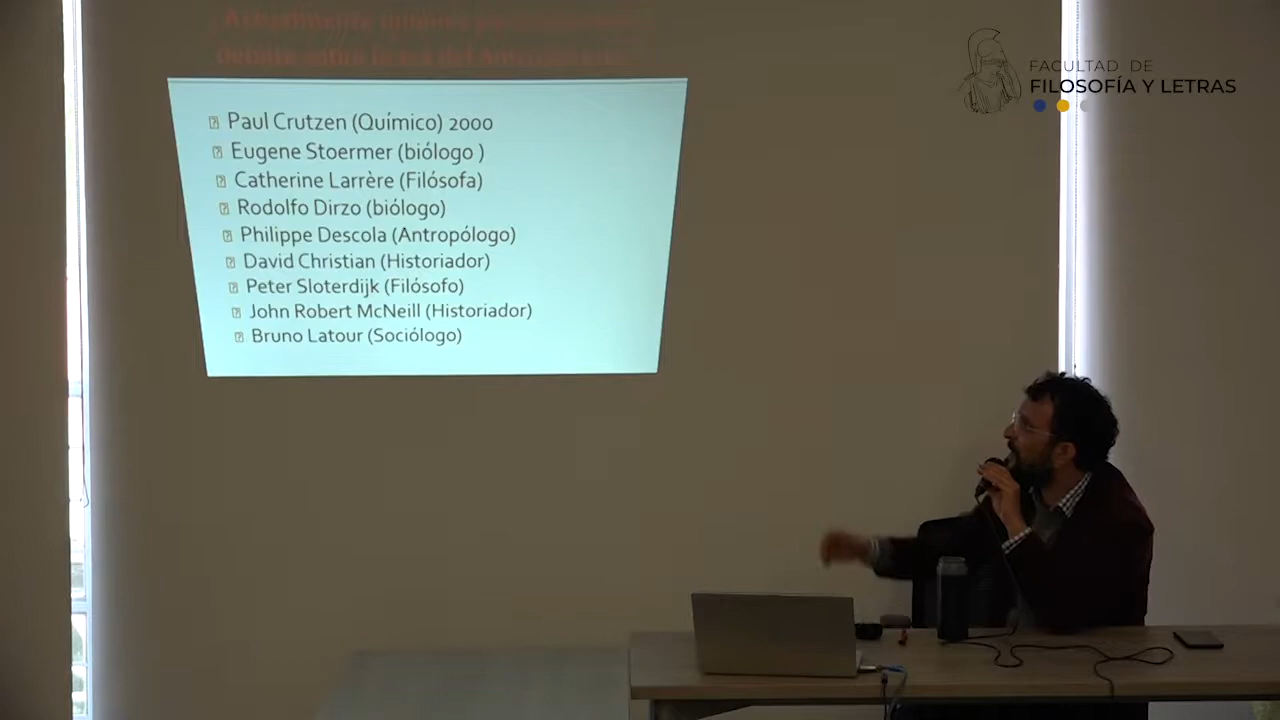 FACULTAD DE
FILOSOFÍA Y LETRAS
Paul Crutzen (Químico) 2000
Eugene Stoermer (biólogo )
Catherine Larrère (Filósofa)
Rodolfo Dirzo (biólogo)
Philippe Descola (Antropólogo)
David Christian (Historiador)
Peter Sloterdijk (Filósofo)
John Robert McNeill (Historiador)
Bruno Latour (Sociólogo)